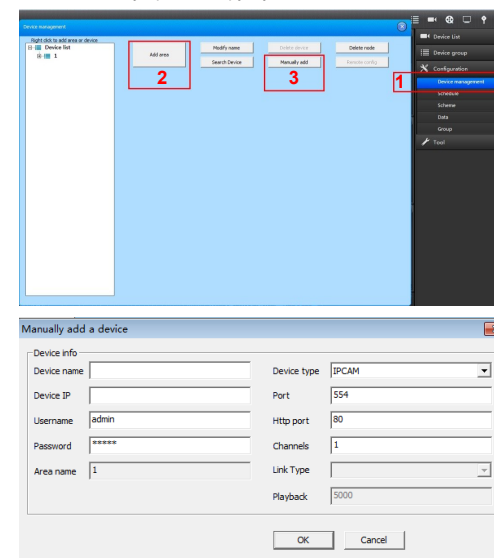 Device management
Right click to add area or device
Device list
1
Add area
Modify name
Delete device
Delete node
Search Device
Manually add
Remote config
2
3
1
Device List
Device group
Configuration
Device management
Schedule
Scheme
Data
Group
Tool
Manually add a device
Device info
Device name
Device type IPCAM
Device IP
Port 554
Username admin
Http port 80
Password *****
Channels 1
Area name 1
Link Type
Playback 5000
OK Cancel